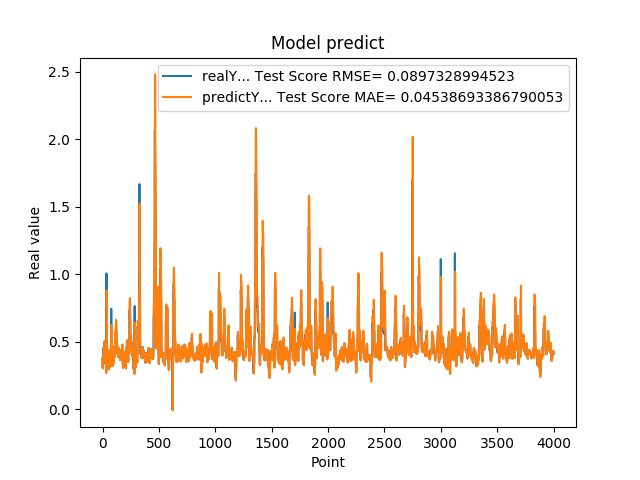 Model predict
realY... Test Score RMSE= 0.0897328994523
predictY... Test Score MAE= 0.04538693386790053
2.5
2.0
1.5
1.0
0.5
0.0
Real value
0 500 1000 1500 2000 2500 3000 3500 4000
Point